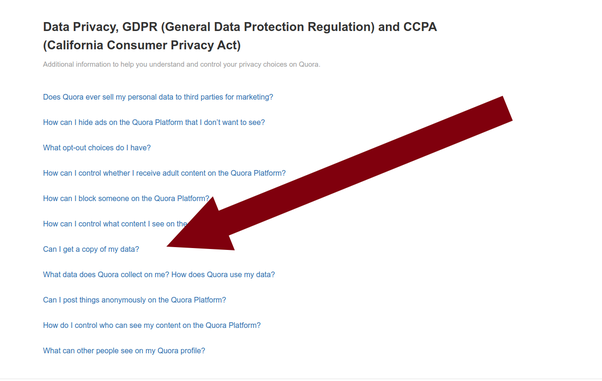 Data Privacy, GDPR (General Data Protection Regulation) and CCPA
(California Consumer Privacy Act)
Additional information to help you understand and control your privacy choices on Quora.
Does Quora ever sell my personal data to third parties for marketing?
How can I hide ads on the Quora Platform that I don't want to see?
What opt-out choices do I have?
How can I control whether I receive adult content on the Quora Platform?
How can I block someone on the Quora Platform?
How can I control what content I see on the
Can I get a copy of my data?
What data does Quora collect on me? How does Quora use my data?
Can I post things anonymously on the Quora Platform?
How do I control who can see my content on the Quora Platform?
What can other people see on my Quora profile?